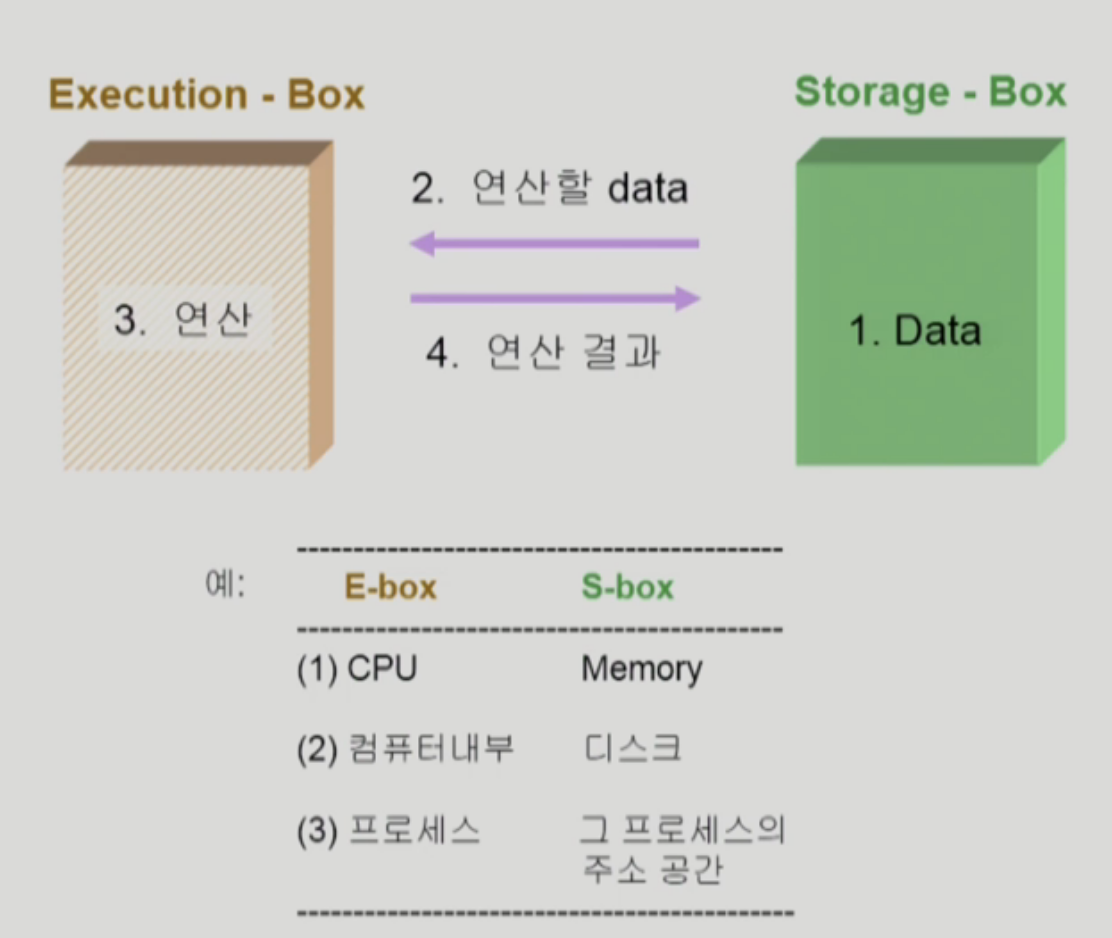 Execution - Box
Storage - Box
2. 연산할 data
3. 연산
1. Data
4. 연산 결과
예:
E-box S-box
(1) CPU Memory
(2) 컴퓨터내부 디스크
(3) 프로세스 그 프로세스의
주소 공간